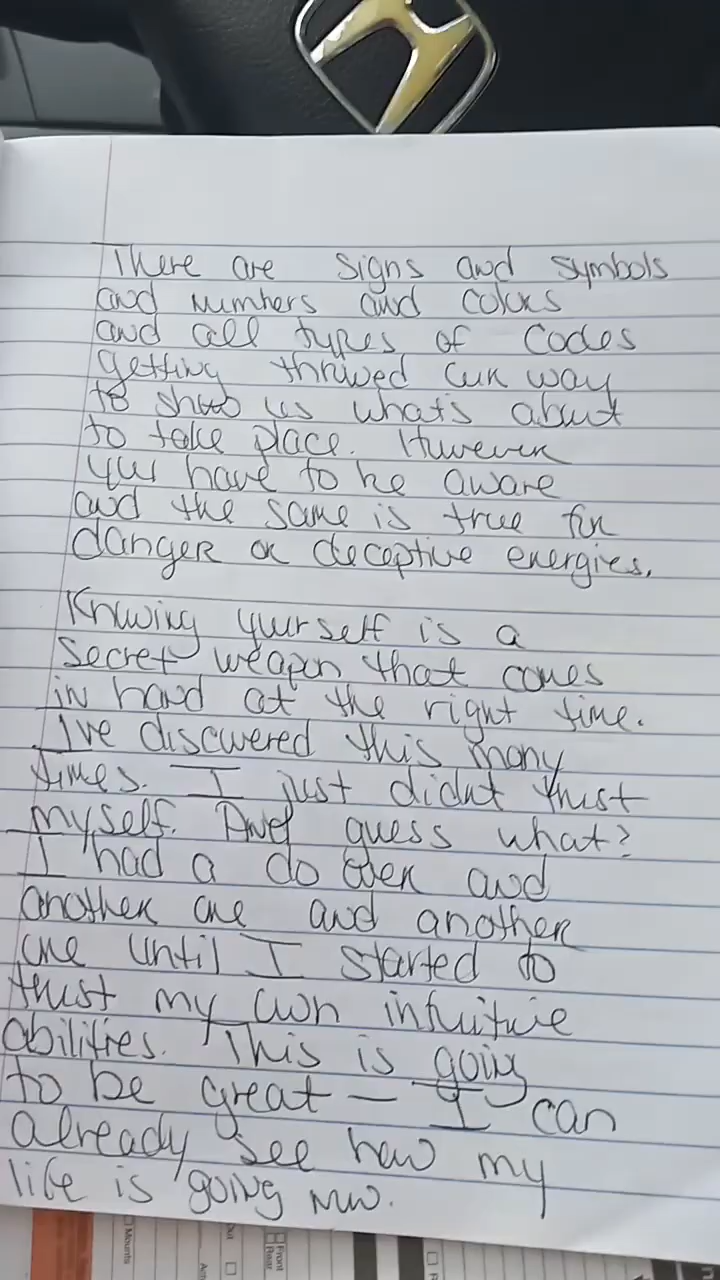 There are signs and symbols
and numbers and colors
and all types of codes
getting throwed our way
to show us what's about
to take place. However
you have to be aware
and the same is true for
danger or deceptive energies.
Knowing yourself is a
secret weapon that comes
in hand at the right time.
I've discovered this many
times. I just didnt trust
myself. And guess what?
I had a do over and
another one and another
one until I started to
trust my own intuitive
abilities. This is going
to be great — I can
already see how my
life is going now.
Mounts
Out
Front
Rear